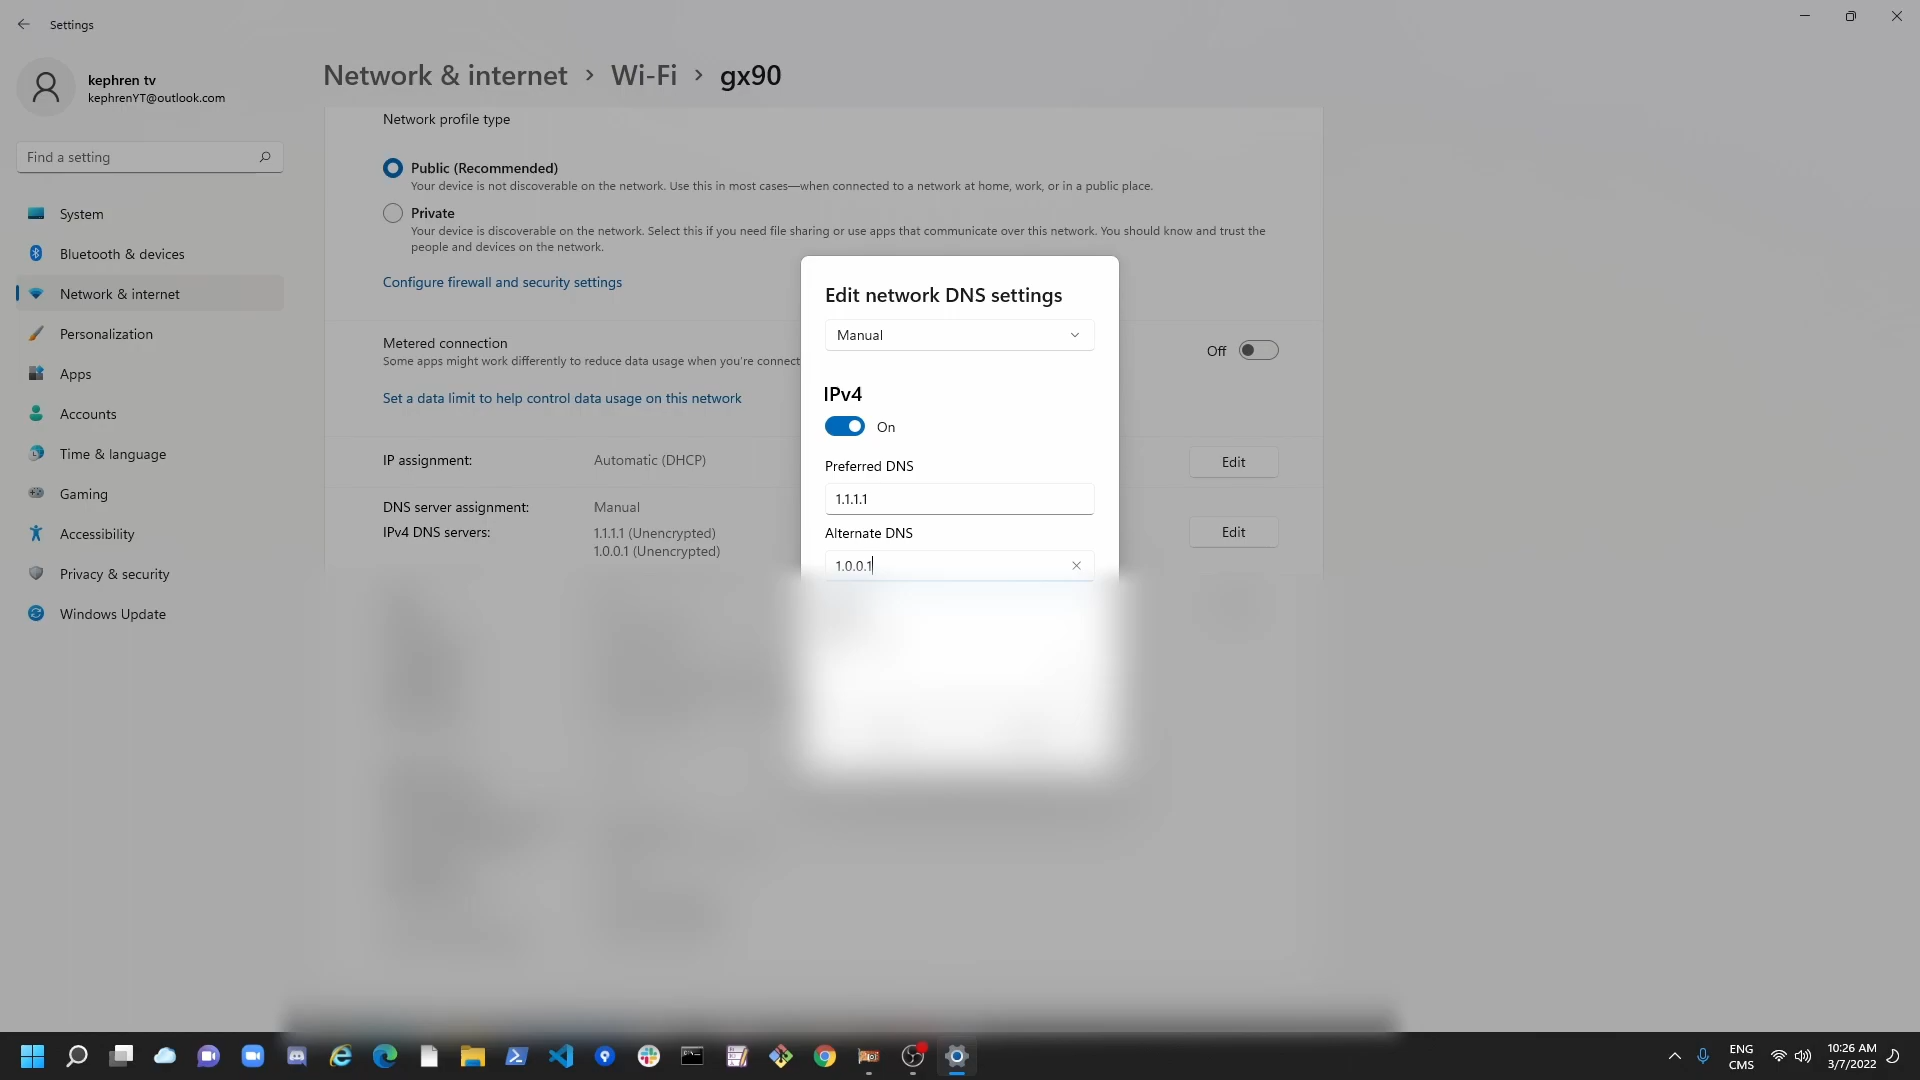 Settings
kephren tv
kephrenYT@outlook.com
Find a setting
System
Bluetooth & devices
Network & internet
Personalization
Apps
Accounts
Time & language
Gaming
Accessibility
Privacy & security
Windows Update
Network & internet > Wi-Fi > gx90
Network profile type
Public (Recommended)
Your device is not discoverable on the network. Use this in most cases—when connected to a network at home, work, or in a public place.
Private
Your device is discoverable on the network. Select this if you need file sharing or use apps that communicate over this network. You should know and trust the
people and devices on the network.
Configure firewall and security settings
Metered connection
Some apps might work differently to reduce data usage when you're connect
Off
Set a data limit to help control data usage on this network
IP assignment: Automatic (DHCP) Edit
DNS server assignment: Manual
IPv4 DNS servers: 1.1.1.1 (Unencrypted) Edit
1.0.0.1 (Unencrypted)
Edit network DNS settings
Manual
IPv4
On
Preferred DNS
1.1.1.1
Alternate DNS
1.0.0.1
ENG
CMS
10:26 AM
3/7/2022